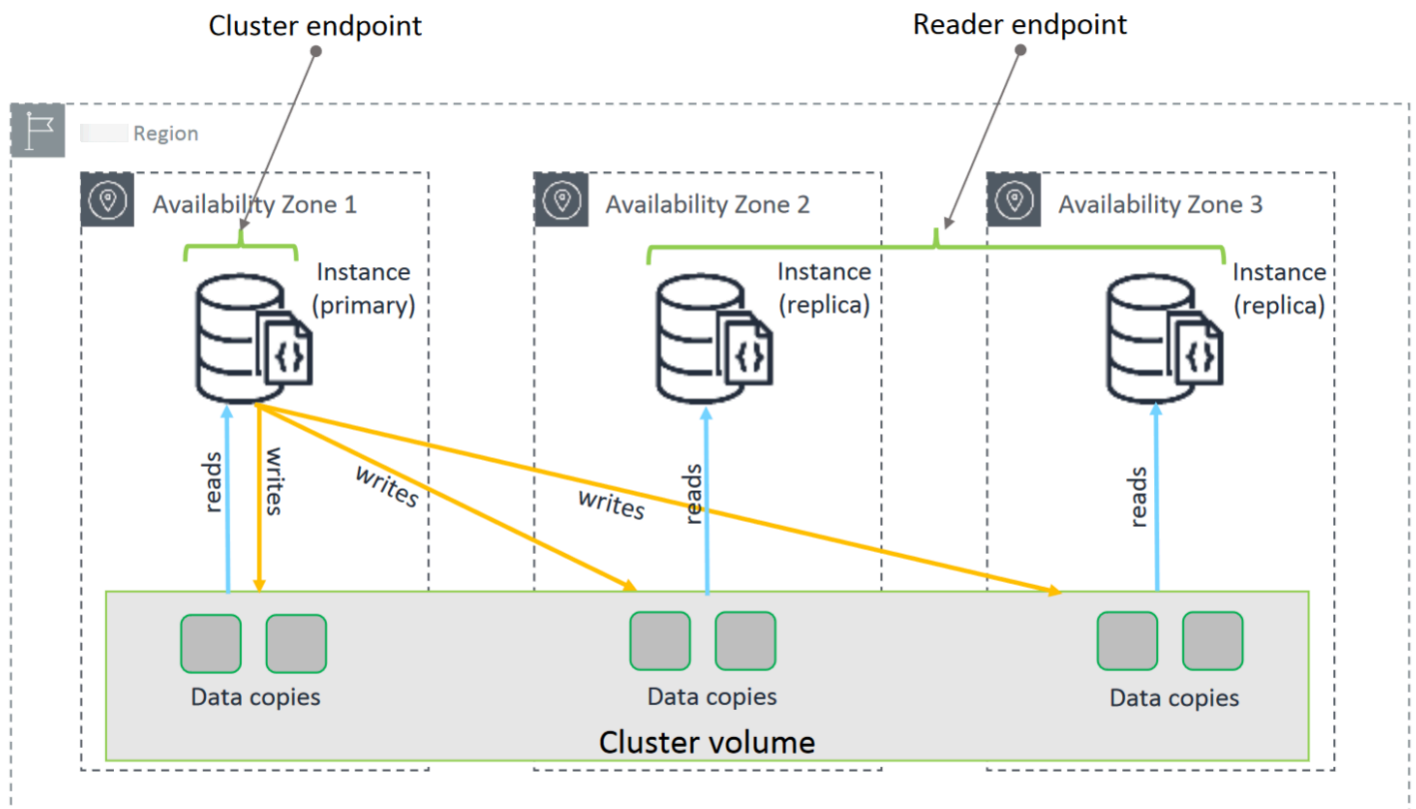 Cluster endpoint
Reader endpoint
Region
Availability Zone 1
Availability Zone 2
Availability Zone 3
Instance
(primary)
Instance
(replica)
Instance
(replica)
{}
{}
{}
reads
writes
writes
writes
reads
reads
Data copies
Data copies
Data copies
Cluster volume